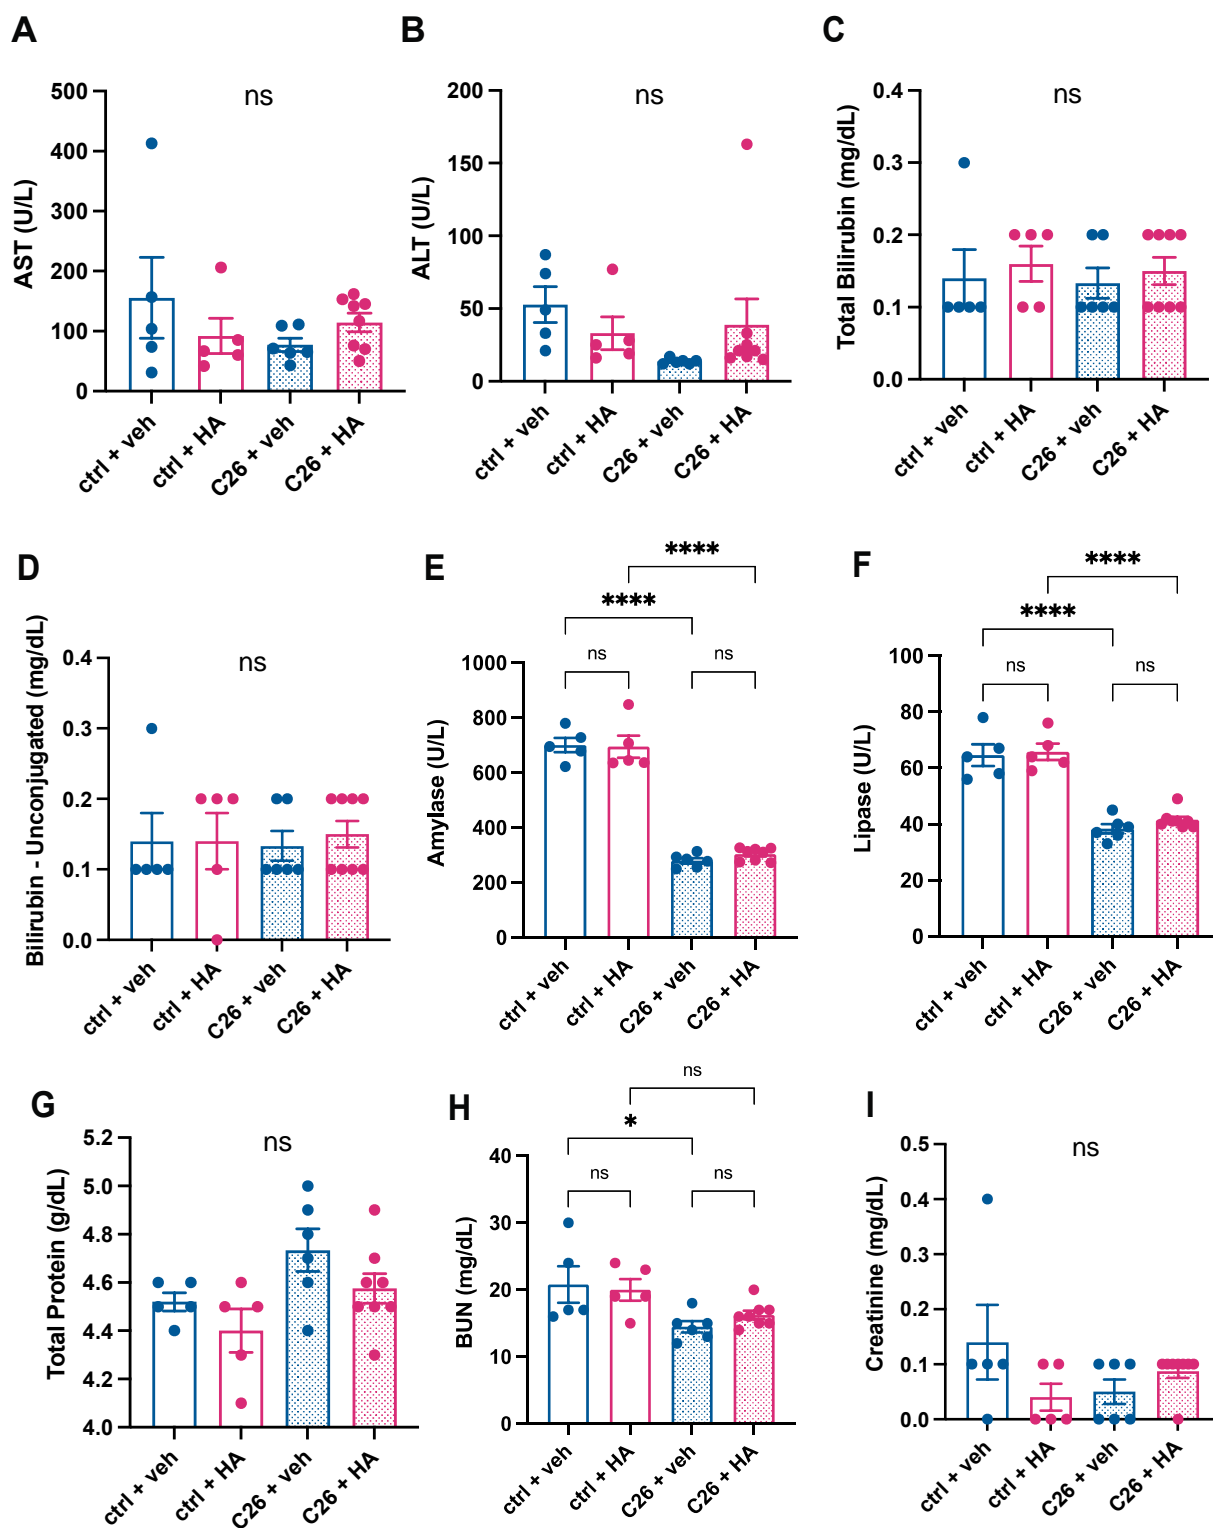 A
AST (U/L)
ns
500
400
300
200
100
0
ctrl + veh
ctrl + HA
C26 + veh
C26 + HA
B
ALT (U/L)
ns
200
150
100
50
0
ctrl + veh
ctrl + HA
C26 + veh
C26 + HA
C
Total Bilirubin (mg/dL)
ns
0.4
0.3
0.2
0.1
0.0
ctrl + veh
ctrl + HA
C26 + veh
C26 + HA
D
Bilirubin - Unconjugated (mg/dL)
ns
0.4
0.3
0.2
0.1
0.0
ctrl + veh
ctrl + HA
C26 + veh
C26 + HA
E
Amylase (U/L)
****
****
ns
ns
1000
800
600
400
200
0
ctrl + veh
ctrl + HA
C26 + veh
C26 + HA
F
Lipase (U/L)
****
****
ns
ns
100
80
60
40
20
0
ctrl + veh
ctrl + HA
C26 + veh
C26 + HA
G
Total Protein (g/dL)
ns
5.2
5.0
4.8
4.6
4.4
4.2
4.0
ctrl + veh
ctrl + HA
C26 + veh
C26 + HA
H
BUN (mg/dL)
ns
*
ns
ns
40
30
20
10
0
ctrl + veh
ctrl + HA
C26 + veh
C26 + HA
I
Creatinine (mg/dL)
ns
0.5
0.4
0.3
0.2
0.1
0.0
ctrl + veh
ctrl + HA
C26 + veh
C26 + HA